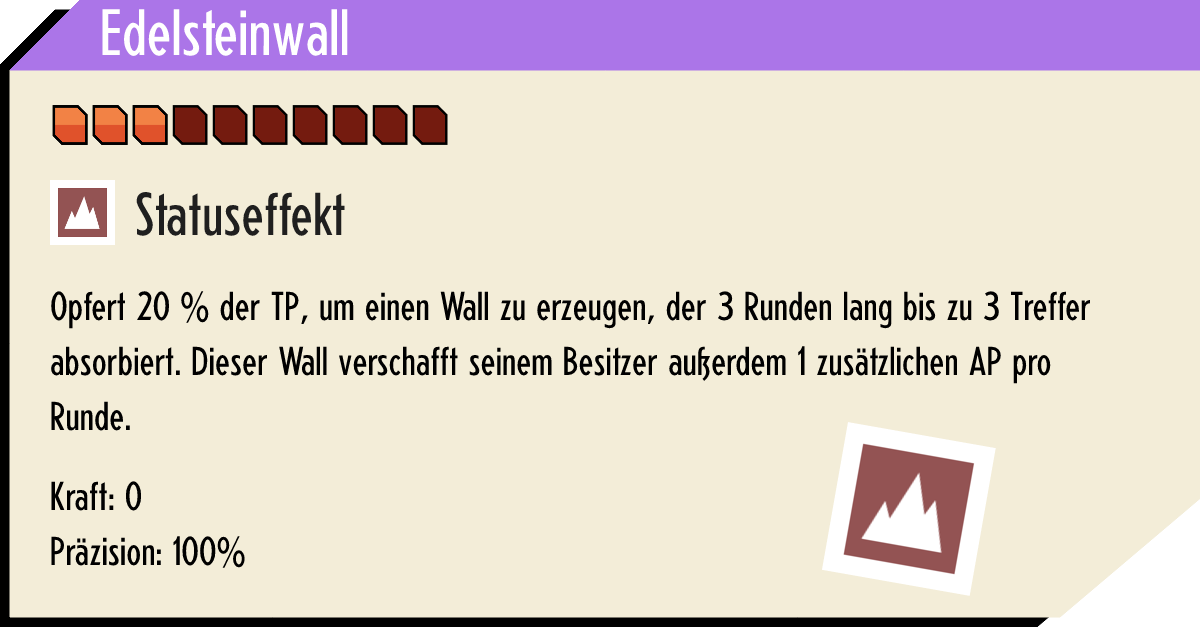 Edelsteinwall
Statuseffekt
Opfert 20 % der TP, um einen Wall zu erzeugen, der 3 Runden lang bis zu 3 Treffer
absorbiert. Dieser Wall verschafft seinem Besitzer außerdem 1 zusätzlichen AP pro
Runde.
Kraft: 0
Präzision: 100%